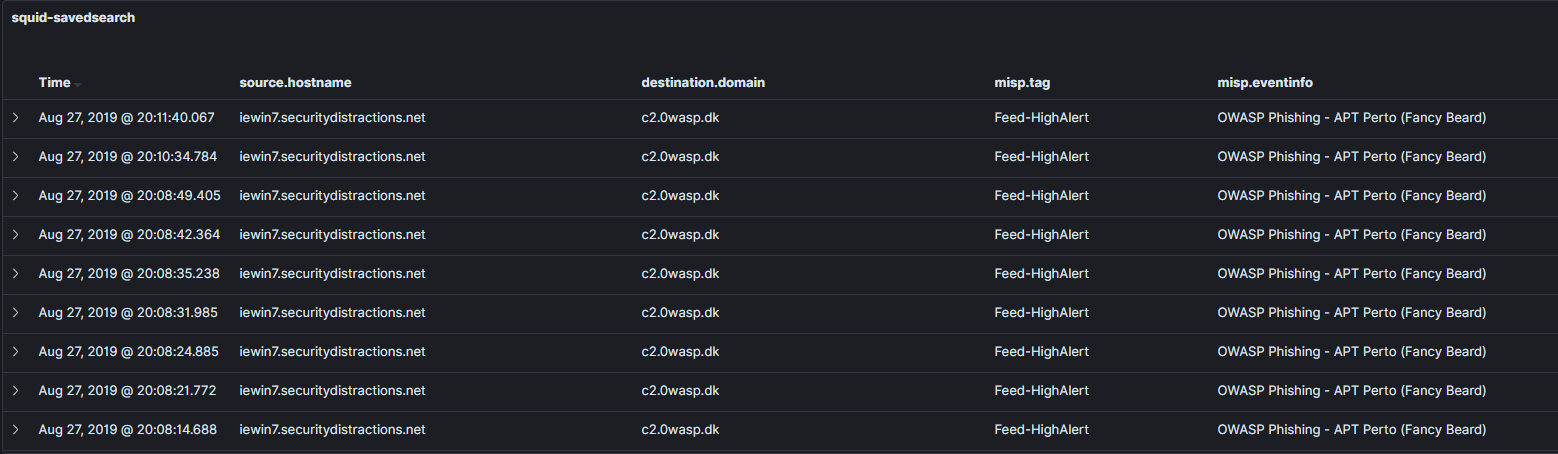 squid-savedsearch
Time source.hostname destination.domain misp.tag misp.eventinfo
Aug 27, 2019 @ 20:11:40.067 iewin7.securitydistractions.net c2.0wasp.dk Feed-HighAlert OWASP Phishing - APT Perto (Fancy Beard)
Aug 27, 2019 @ 20:10:34.784 iewin7.securitydistractions.net c2.0wasp.dk Feed-HighAlert OWASP Phishing - APT Perto (Fancy Beard)
Aug 27, 2019 @ 20:08:49.405 iewin7.securitydistractions.net c2.0wasp.dk Feed-HighAlert OWASP Phishing - APT Perto (Fancy Beard)
Aug 27, 2019 @ 20:08:42.364 iewin7.securitydistractions.net c2.0wasp.dk Feed-HighAlert OWASP Phishing - APT Perto (Fancy Beard)
Aug 27, 2019 @ 20:08:35.238 iewin7.securitydistractions.net c2.0wasp.dk Feed-HighAlert OWASP Phishing - APT Perto (Fancy Beard)
Aug 27, 2019 @ 20:08:31.985 iewin7.securitydistractions.net c2.0wasp.dk Feed-HighAlert OWASP Phishing - APT Perto (Fancy Beard)
Aug 27, 2019 @ 20:08:24.885 iewin7.securitydistractions.net c2.0wasp.dk Feed-HighAlert OWASP Phishing - APT Perto (Fancy Beard)
Aug 27, 2019 @ 20:08:21.772 iewin7.securitydistractions.net c2.0wasp.dk Feed-HighAlert OWASP Phishing - APT Perto (Fancy Beard)
Aug 27, 2019 @ 20:08:14.688 iewin7.securitydistractions.net c2.0wasp.dk Feed-HighAlert OWASP Phishing - APT Perto (Fancy Beard)